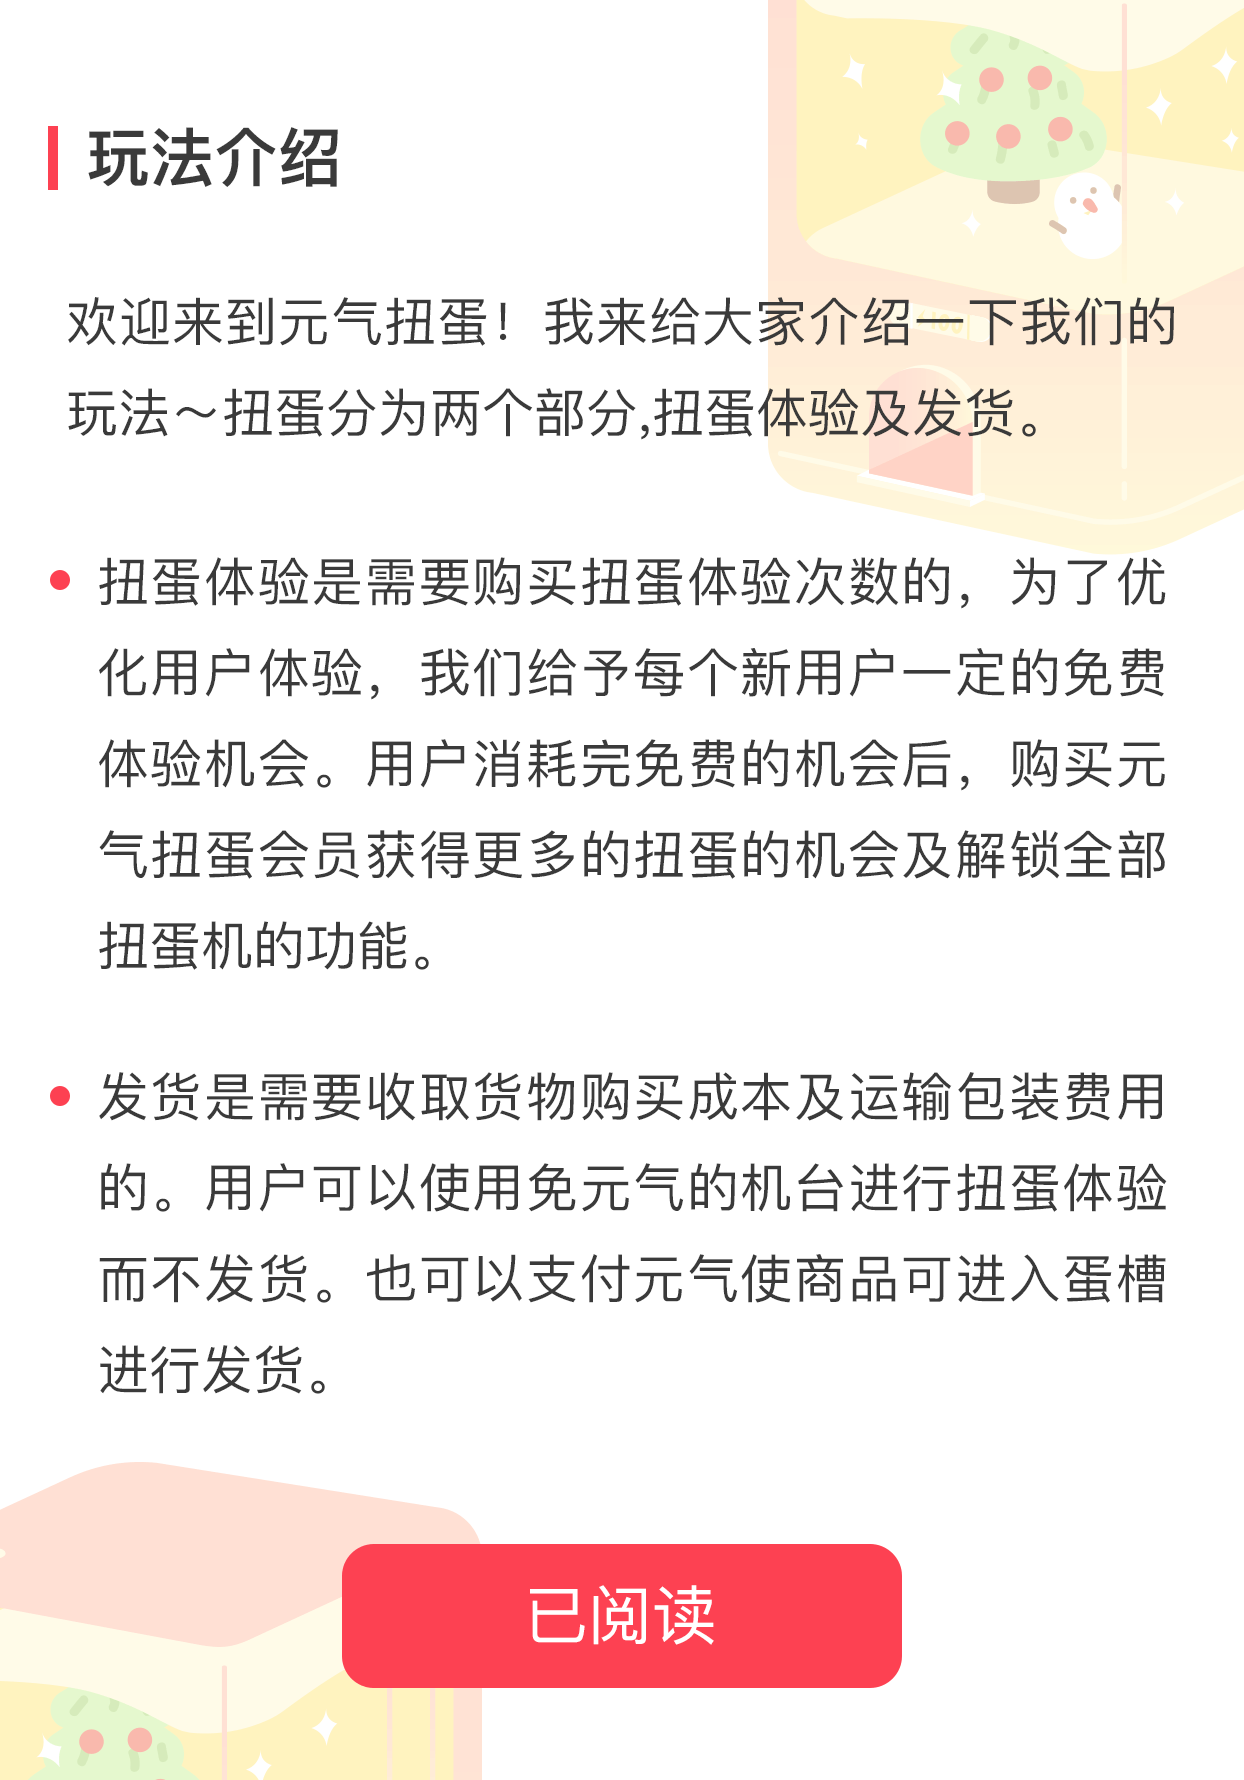 玩法介绍
欢迎来到元气扭蛋！我来给大家介绍一下我们的
玩法～扭蛋分为两个部分,扭蛋体验及发货。
扭蛋体验是需要购买扭蛋体验次数的，为了优
化用户体验，我们给予每个新用户一定的免费
体验机会。用户消耗完免费的机会后，购买元
气扭蛋会员获得更多的扭蛋的机会及解锁全部
扭蛋机的功能。
发货是需要收取货物购买成本及运输包装费用
的。用户可以使用免元气的机台进行扭蛋体验
而不发货。也可以支付元气使商品可进入蛋槽
进行发货。
已阅读